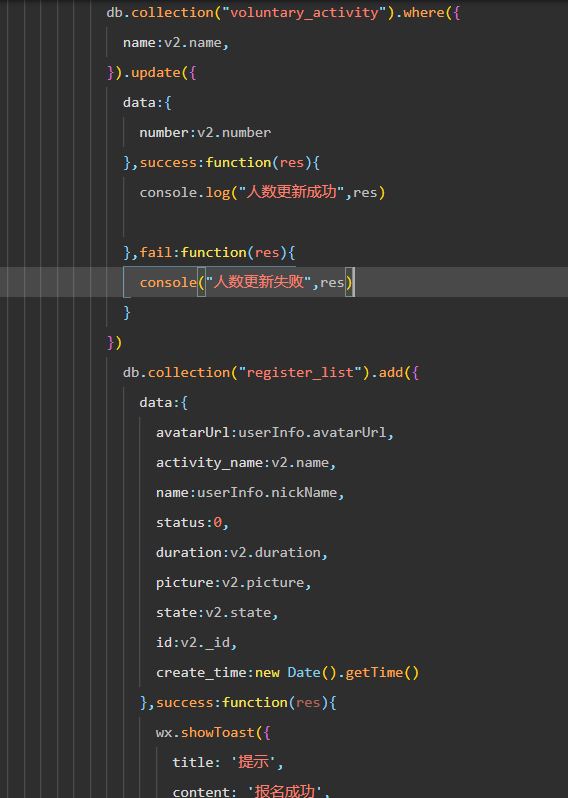 db.collection("voluntary_activity").where({
name:v2.name,
}).update({
data:{
number:v2.number
},success:function(res){
console.log("人数更新成功",res)
},fail:function(res){
console("人数更新失败",res)
}
})
db.collection("register_list").add({
data:{
avatarUrl:userInfo.avatarUrl,
activity_name:v2.name,
name:userInfo.nickName,
status:0,
duration:v2.duration,
picture:v2.picture,
state:v2.state,
id:v2._id,
create_time:new Date().getTime()
},success:function(res){
wx.showToast({
title: '提示',
content: '报名成功',